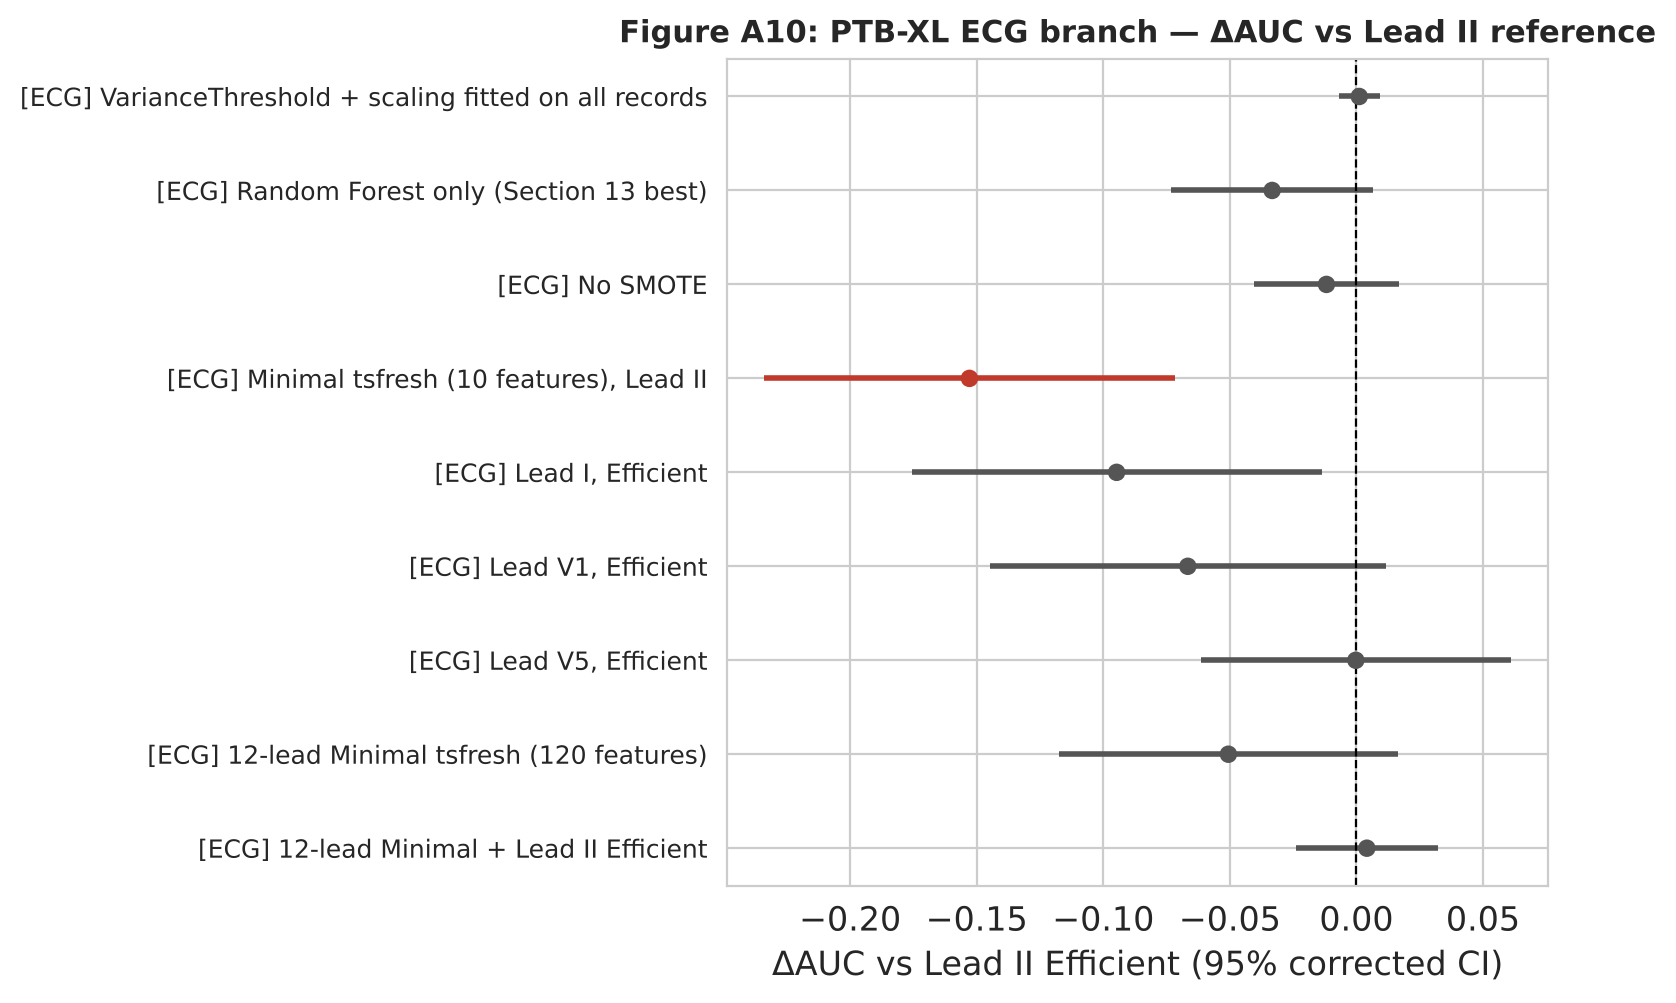 Figure A10: PTB-XL ECG branch — ΔAUC vs Lead II reference
[ECG] VarianceThreshold + scaling fitted on all records
[ECG] Random Forest only (Section 13 best)
[ECG] No SMOTE
[ECG] Minimal tsfresh (10 features), Lead II
[ECG] Lead I, Efficient
[ECG] Lead V1, Efficient
[ECG] Lead V5, Efficient
[ECG] 12-lead Minimal tsfresh (120 features)
[ECG] 12-lead Minimal + Lead II Efficient
−0.20 −0.15 −0.10 −0.05 0.00 0.05
ΔAUC vs Lead II Efficient (95% corrected CI)